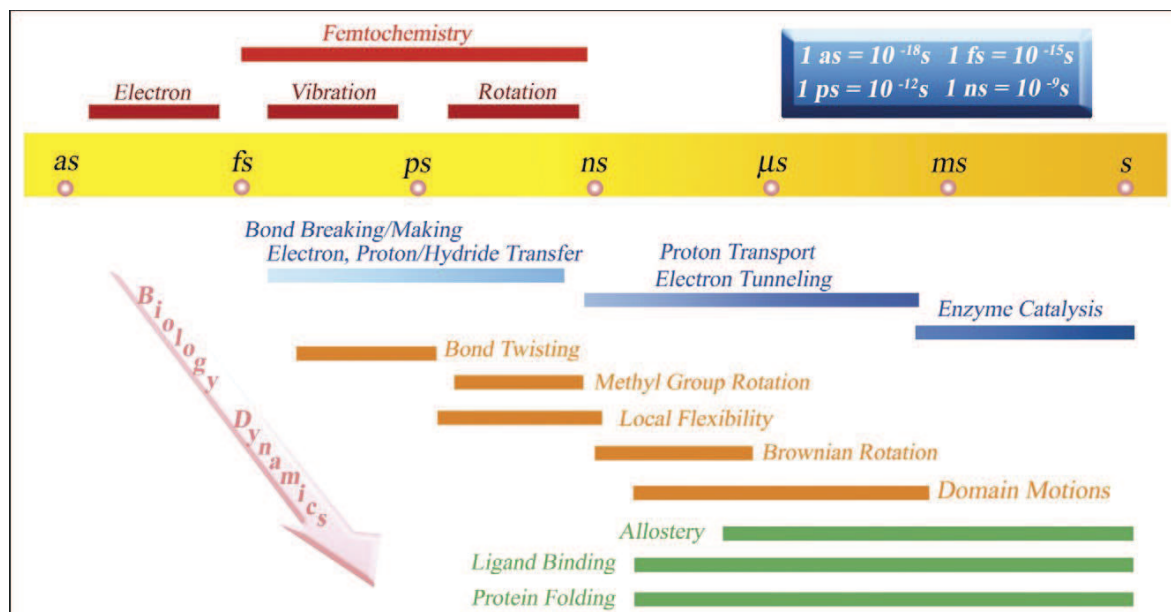 Femtochemistry
1 as = 10 -18s 1 fs = 10 -15s
1 ps = 10 -12s 1 ns = 10 -9s
Electron Vibration Rotation
as fs ps ns μs ms s
Bond Breaking/Making
Electron, Proton/Hydride Transfer
Proton Transport
Electron Tunneling
Enzyme Catalysis
Biology Dynamics
Bond Twisting
Methyl Group Rotation
Local Flexibility
Brownian Rotation
Domain Motions
Allostery
Ligand Binding
Protein Folding